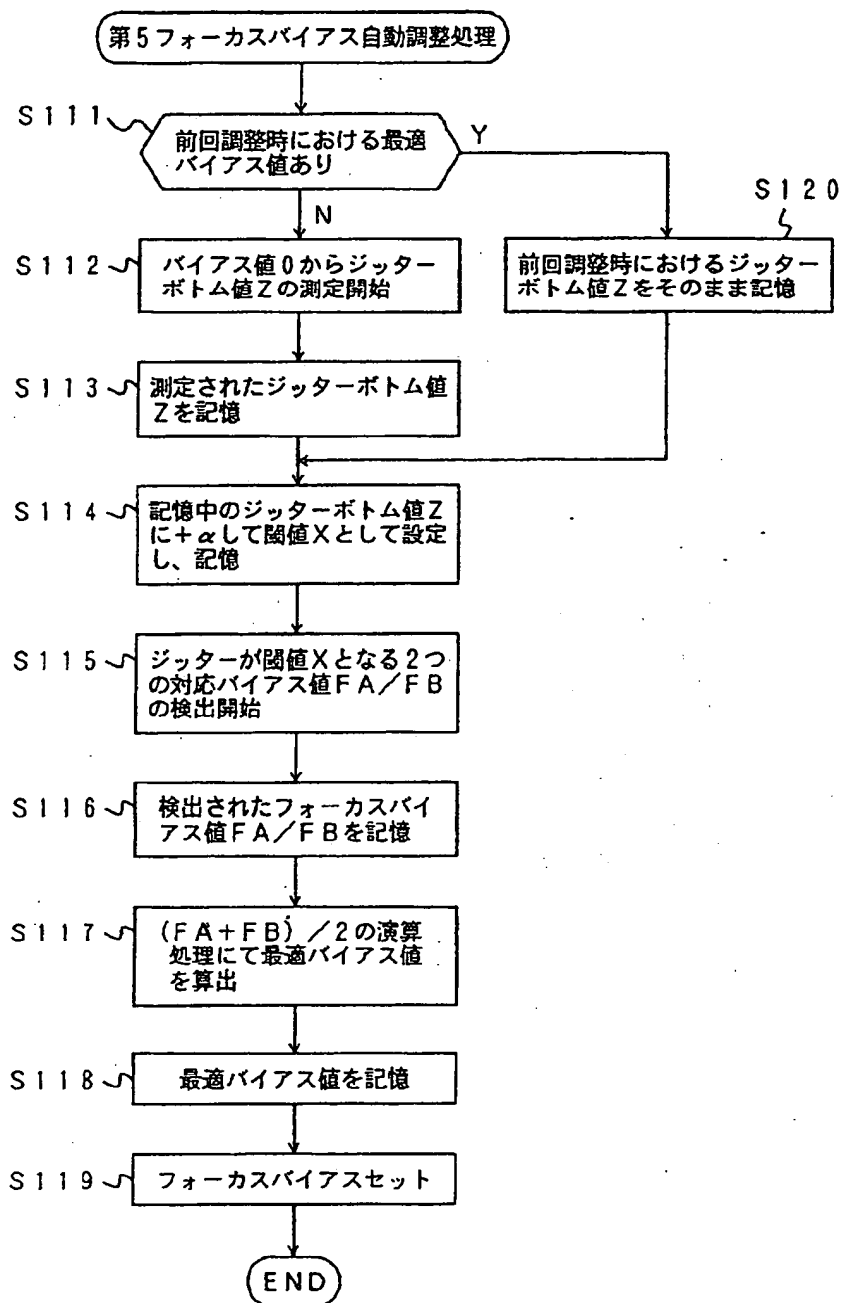 第5フォーカスバイアス自動調整処理
S111
前回調整時における最適
バイアス値あり
Y
N
S120
前回調整時におけるジッター
ボトム値Zをそのまま記憶
S112
バイアス値0からジッター
ボトム値Zの測定開始
S113
測定されたジッターボトム値
Zを記憶
S114
記憶中のジッターボトム値Z
に+αして閾値Xとして設定
し、記憶
S115
ジッターが閾値Xとなる2つ
の対応バイアス値FA/FB
の検出開始
S116
検出されたフォーカスバイ
アス値FA/FBを記憶
S117
(FA+FB)/2の演算
処理にて最適バイアス値
を算出
S118
最適バイアス値を記憶
S119
フォーカスバイアスセット
END